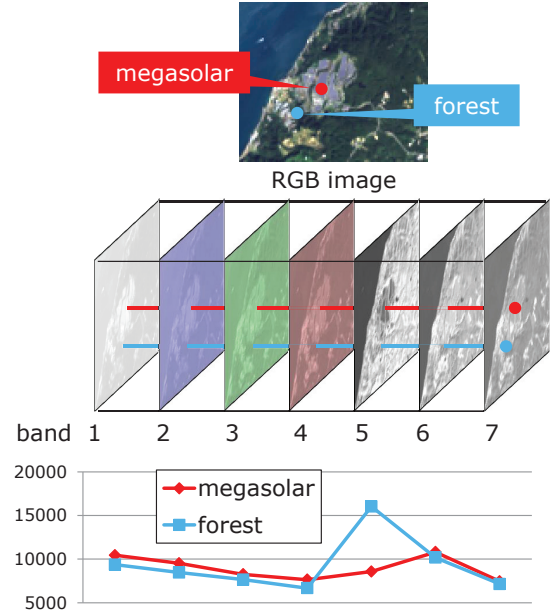 megasolar
forest
RGB image
band 1 2 3 4 5 6 7
20000
15000
10000
5000
megasolar
forest